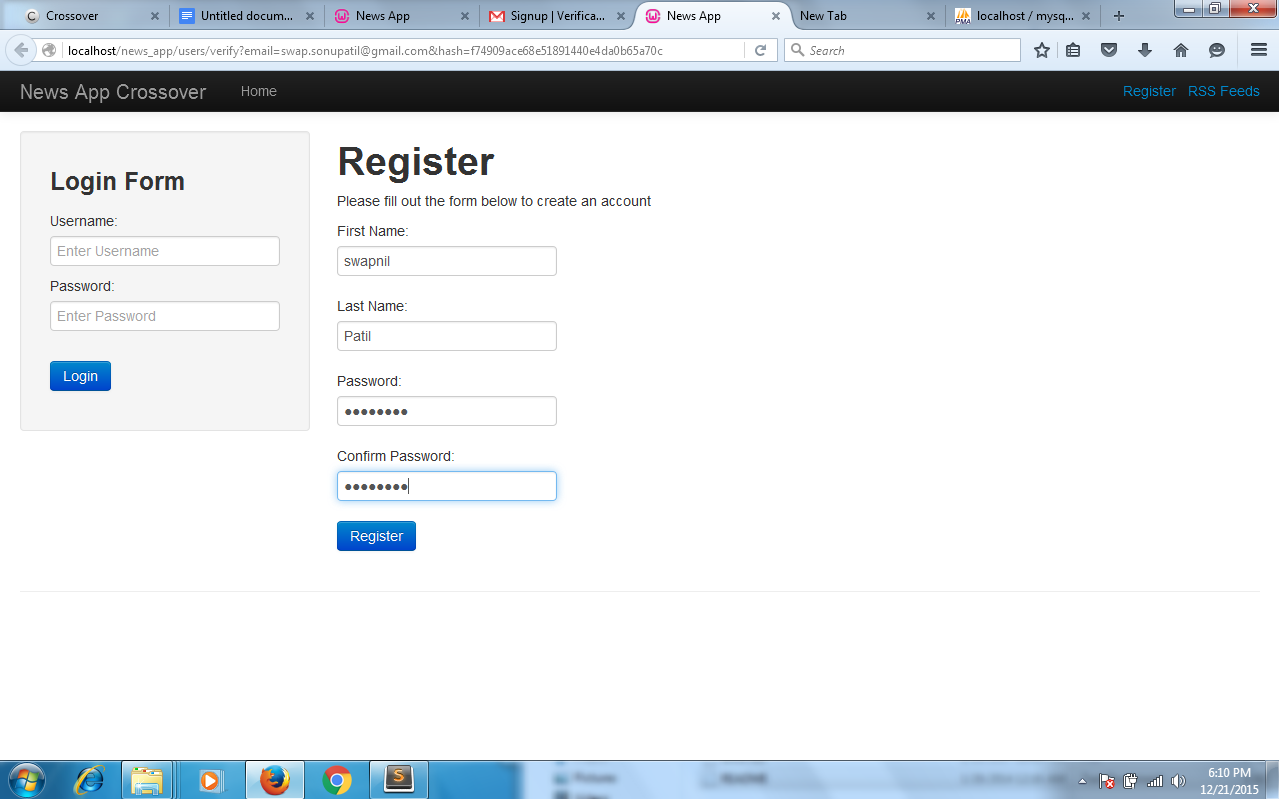 Crossover
Untitled docum...
News App
Signup | Verifica...
News App
New Tab
localhost / mysq...
localhost/news_app/users/verify?email=swap.sonupatil@gmail.com&hash=f74909ace68e51891440e4da0b65a70c
Search
News App Crossover
Home
Register
RSS Feeds
Login Form
Username:
Enter Username
Password:
Enter Password
Login
Register
Please fill out the form below to create an account
First Name:
swapnil
Last Name:
Patil
Password:
Confirm Password:
Register
Pictures
6:10 PM
12/21/2015